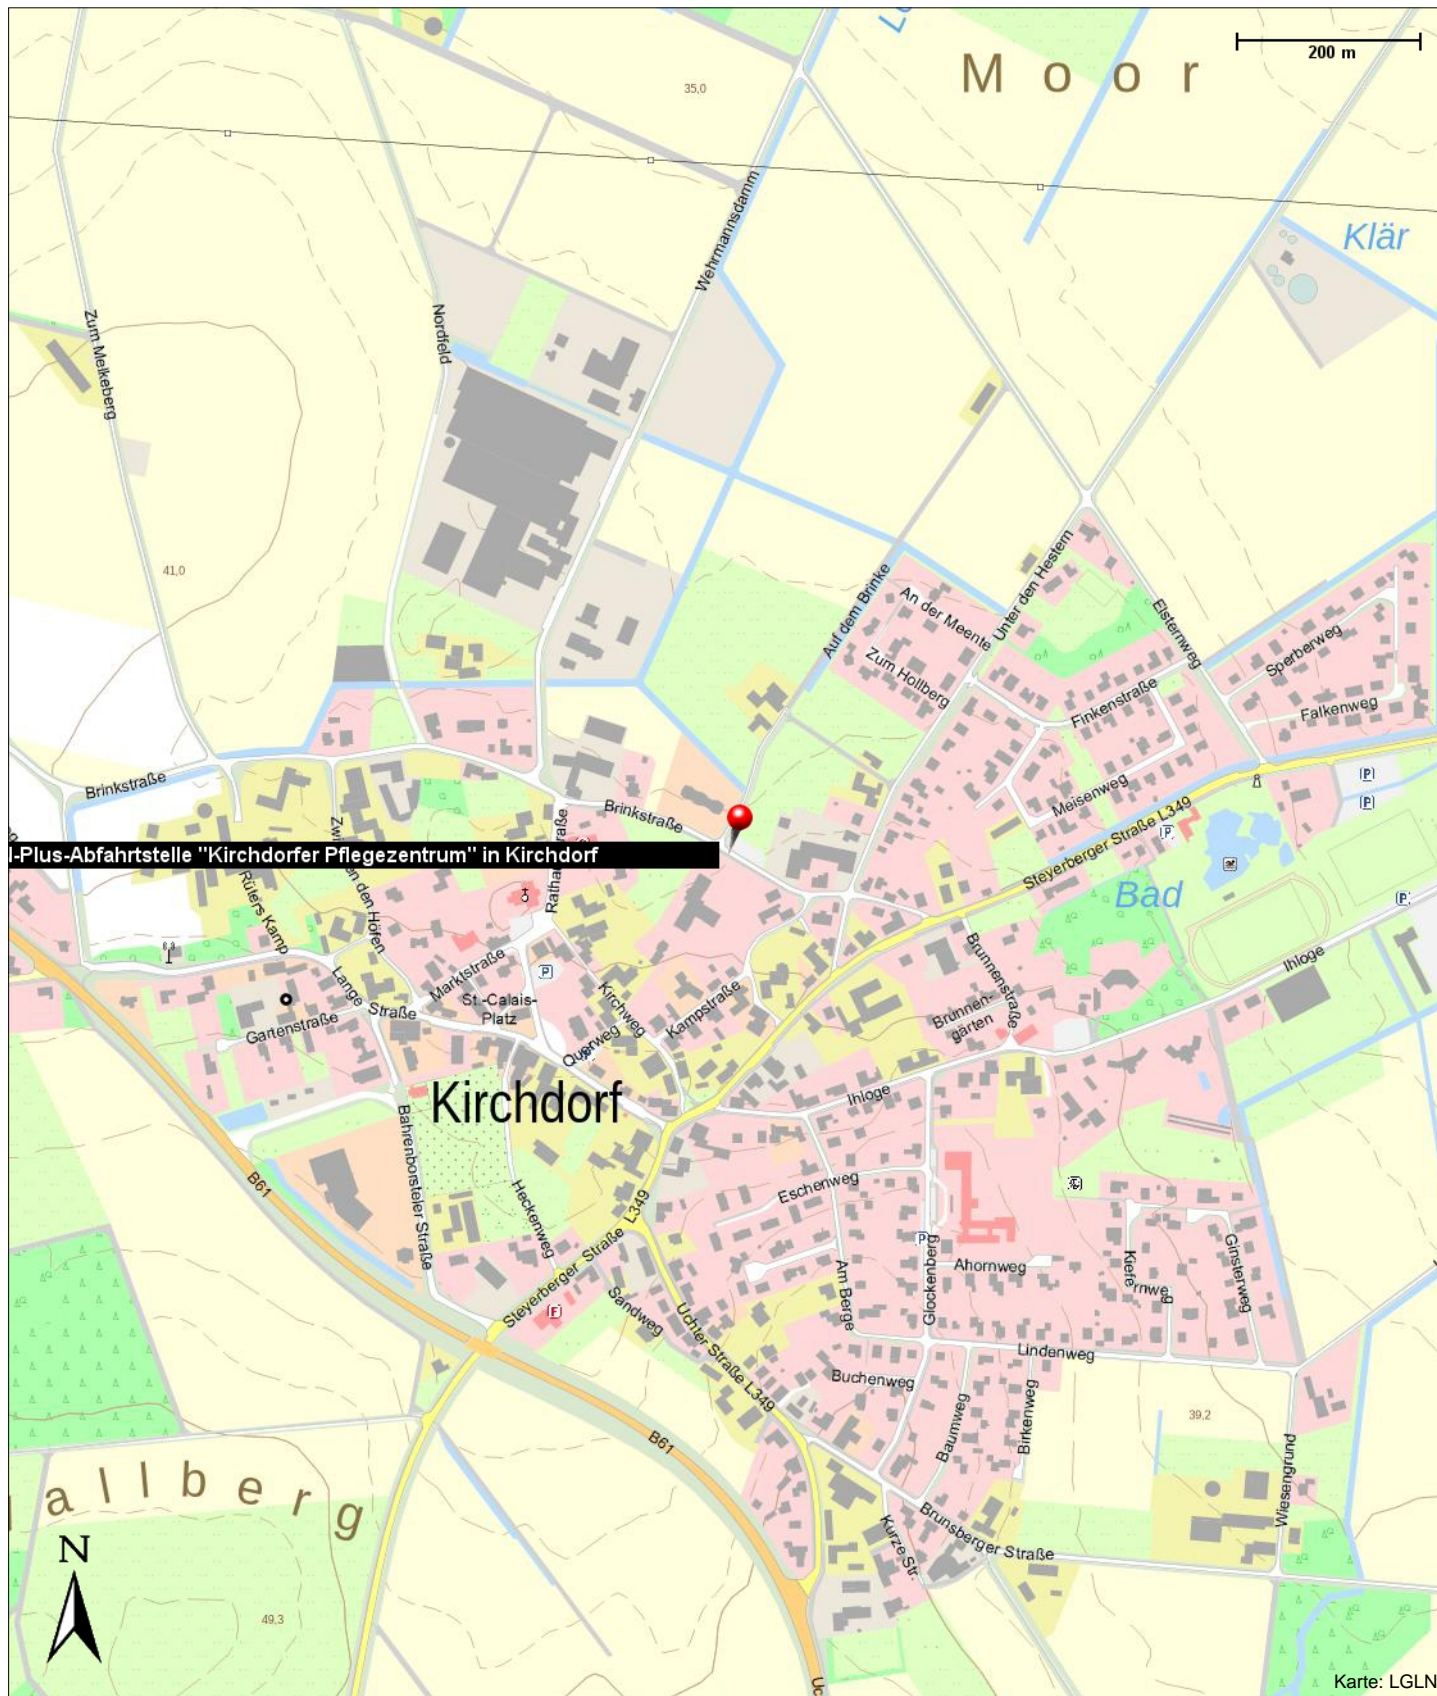 M o o r
200 m
35,0
Klär
Wehrmannsdamm
Nordfeld
Zum Melkeberg
41,0
Auf dem Brinke
An der Meente
Unter den Hestern
Zum Hollberg
Elsternweg
Sperberweg
Falkenweg
Finkenstraße
Meisenweg
Steyerberger Straße L349
Brinkstraße
Brinkstraße
l-Plus-Abfahrtstelle "Kirchdorfer Pflegezentrum" in Kirchdorf
Rüters Kamp
Bad
Brunnenstraße
Brunnen-
gärten
Ihloge
Lange Straße
Marktstraße
St.-Calais-
Platz
Kirchweg
Querweg
Kampstraße
Gartenstraße
Kirchdorf
Ihloge
Bahrenborsteler Straße
B61
Heckenweg
Steyerberger Straße L349
Eschenweg
Am Berge
Glockenberg
Ahornweg
Kiefernweg
Ginsterweg
Sandweg
Uchter Straße L349
Lindenweg
Buchenweg
Baumweg
Birkenweg
39,2
B61
Wiesengrund
allberg
Brunsberger Straße
Kurze Str.
N
49,3
Uc
Karte: LGLN